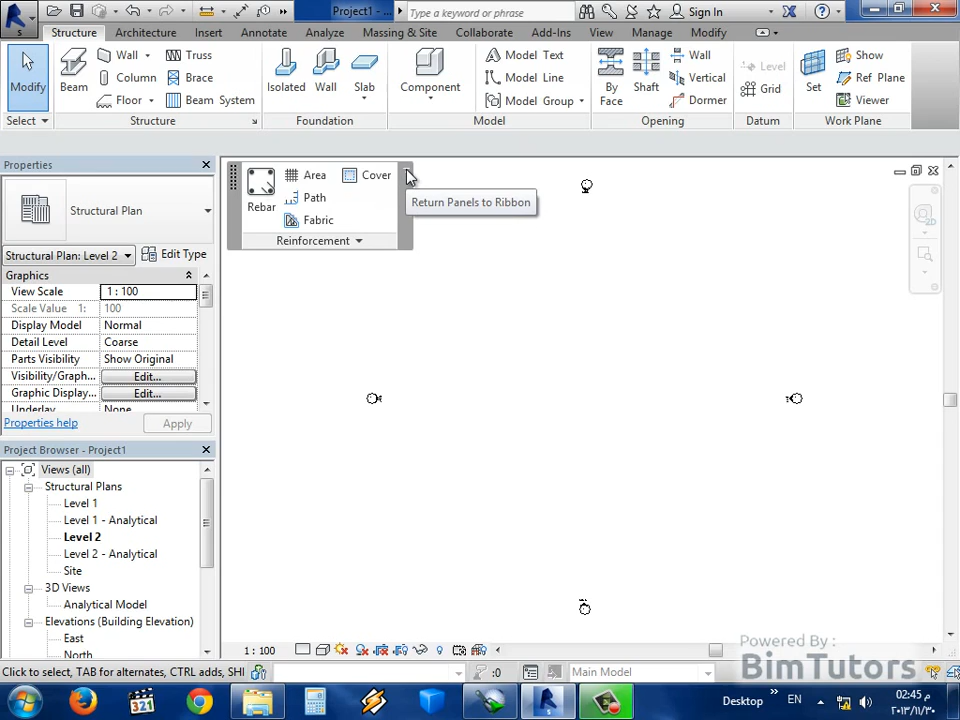 Project1 - ...
Type a keyword or phrase
Sign In
Structure
Architecture
Insert
Annotate
Analyze
Massing & Site
Collaborate
Add-Ins
View
Manage
Modify
Modify
Select
Beam
Wall
Column
Floor
Truss
Brace
Beam System
Structure
Isolated
Wall
Slab
Foundation
Component
Model Text
Model Line
Model Group
Model
By
Face
Shaft
Wall
Vertical
Dormer
Opening
Level
Grid
Datum
Set
Show
Ref Plane
Viewer
Work Plane
Properties
Structural Plan
Structural Plan: Level 2
Edit Type
Graphics
View Scale 1 : 100
Scale Value 1: 100
Display Model Normal
Detail Level Coarse
Parts Visibility Show Original
Visibility/Graph... Edit...
Graphic Display... Edit...
Underlay None
Properties help
Apply
Rebar
Area
Path
Fabric
Cover
Reinforcement
Return Panels to Ribbon
2D
Project Browser - Project1
Views (all)
Structural Plans
Level 1
Level 1 - Analytical
Level 2
Level 2 - Analytical
Site
3D Views
Analytical Model
Elevations (Building Elevation)
East
North
1 : 100
Click to select, TAB for alternates, CTRL adds, SHI
:0
Main Model
Powered By :
BimTutors
321
Desktop
EN
02:45 م
٢٠١٣/١١/٣٠